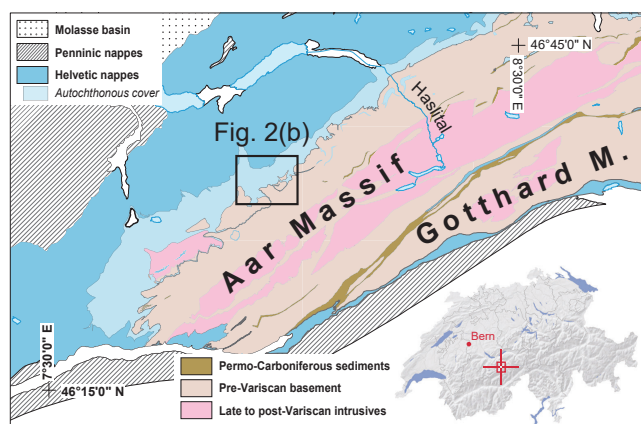 Molasse basin
Penninic nappes
Helvetic nappes
Autochthonous cover
46°45'0" N
8°30'0" E
Haslital
Fig. 2(b)
Aar Massif
Gotthard M.
7°30'0" E
46°15'0" N
Bern
Permo-Carboniferous sediments
Pre-Variscan basement
Late to post-Variscan intrusives